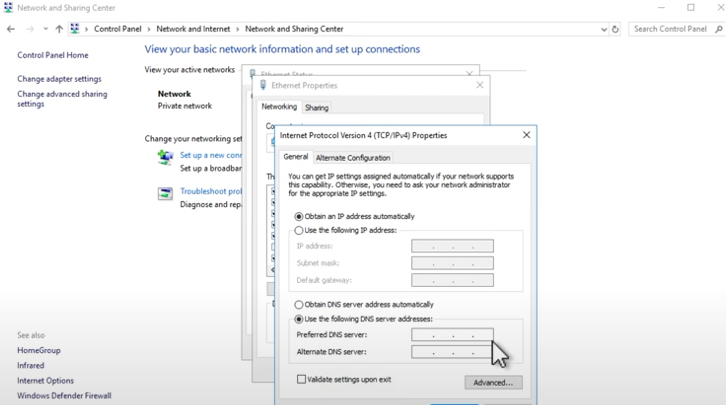 Network and Sharing Center
Control Panel
Network and Internet
Network and Sharing Center
Search Control Panel
Control Panel Home
Change adapter settings
Change advanced sharing
settings
See also
HomeGroup
Infrared
Internet Options
Windows Defender Firewall
View your basic network information and set up connections
View your active networks
Network
Private network
Change your networking set
Set up a new conn
Set up a broadbar
Troubleshoot prol
Diagnose and rep
Ethernet Status
Ethernet Properties
Networking
Sharing
Internet Protocol Version 4 (TCP/IPv4) Properties
General
Alternate Configuration
You can get IP settings assigned automatically if your network supports
this capability. Otherwise, you need to ask your network administrator
for the appropriate IP settings.
Obtain an IP address automatically
Use the following IP address:
IP address:
Subnet mask:
Default gateway:
Obtain DNS server address automatically
Use the following DNS server addresses:
Preferred DNS server:
Alternate DNS server:
Validate settings upon exit
Advanced...